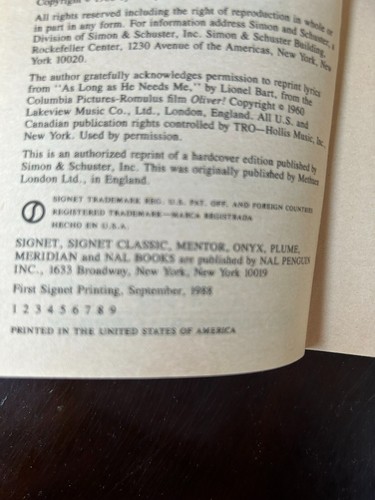 Copyright
All rights reserved including the right of reproduction in whole or
in part in any form. For information address Simon and Schuster, a
Division of Simon & Schuster, Inc. Simon & Schuster Building,
Rockefeller Center, 1230 Avenue of the Americas, New York, New
York 10020.
The author gratefully acknowledges permission to reprint lyrics
from "As Long as He Needs Me," by Lionel Bart, from the
Columbia Pictures-Romulus film Oliver! Copyright © 1960
Lakeview Music Co., Ltd., London, England. All U.S. and
Canadian publication rights controlled by TRO—Hollis Music, Inc.,
New York. Used by permission.
This is an authorized reprint of a hardcover edition published by
Simon & Schuster, Inc. This was originally published by Methuen
London Ltd., in England.
SIGNET TRADEMARK REG. U.S. PAT. OFF. AND FOREIGN COUNTRIES
REGISTERED TRADEMARK—MARCA REGISTRADA
HECHO EN U.S.A.
SIGNET, SIGNET CLASSIC, MENTOR, ONYX, PLUME,
MERIDIAN and NAL BOOKS are published by NAL PENGUIN
INC., 1633 Broadway, New York, New York 10019
First Signet Printing, September, 1988
1 2 3 4 5 6 7 8 9
PRINTED IN THE UNITED STATES OF AMERICA